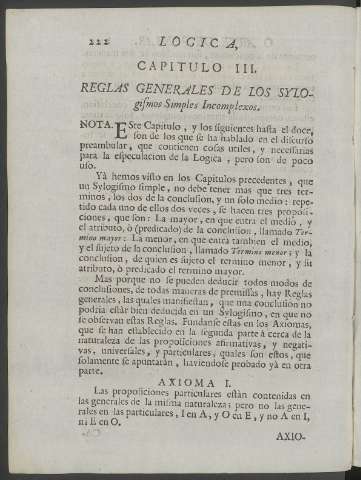 222 LOGICA,
CAPITULO III.
REGLAS GENERALES DE LOS SYLO-
gismos Simples Incomplexos.
NOTA. ESte Capitulo, y los siguientes hasta el doce,
son de los que se ha hablado en el discurso
preambular, que contienen cosas utiles, y necessarias
para la especulacion de la Logica, pero son de poco
uso.
Yà hemos visto en los Capitulos precedentes, que
un Sylogismo simple, no debe tener mas que tres ter-
minos, los dos de la conclusion, y un solo medio: repe-
tido cada uno de ellos dos veces, se hacen tres proposi-
ciones, que son: La mayor, en que entra el medio, y
el atributo, ò (predicado) de la conclusion, llamado Ter-
mino mayor: La menor, en que entra tambien el medio,
y el sujeto de la conclusion, llamado Termino menor; y la
conclusion, de quien es sujeto el termino menor, y su
atributo, ò predicado el termino mayor.
Mas porque no se pueden deducir todos modos de
conclusiones, de todas maneras de premissas, hay Reglas
generales, las quales manifiestan, que una conclusion no
podria estàr bien deducida en un Sylogismo, en que no
se observan estas Reglas. Fundanse estas en los Axiomas,
que se han establecido en la segunda parte à cerca de la
naturaleza de las proposiciones afirmativas, y negati-
vas, universales, y particulares, quales son estos, que
solamente se apuntaràn, haviendose probado yà en otra
parte.
AXIOMA I.
Las proposiciones particulares estàn contenidas en
las generales de la misma naturaleza; pero no las gene-
rales en las particulares, I en A, y O en E, y no A en I,
ni E en O.
AXIO-